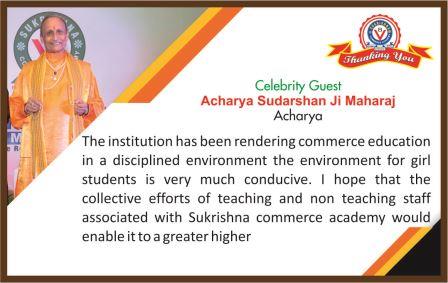 SUKRISHNA
Thanking You
Celebrity Guest
Acharya Sudarshan Ji Maharaj
Acharya
The institution has been rendering commerce education
in a disciplined environment the environment for girl
students is very much conducive. I hope that the
collective efforts of teaching and non teaching staff
associated with Sukrishna commerce academy would
enable it to a greater higher